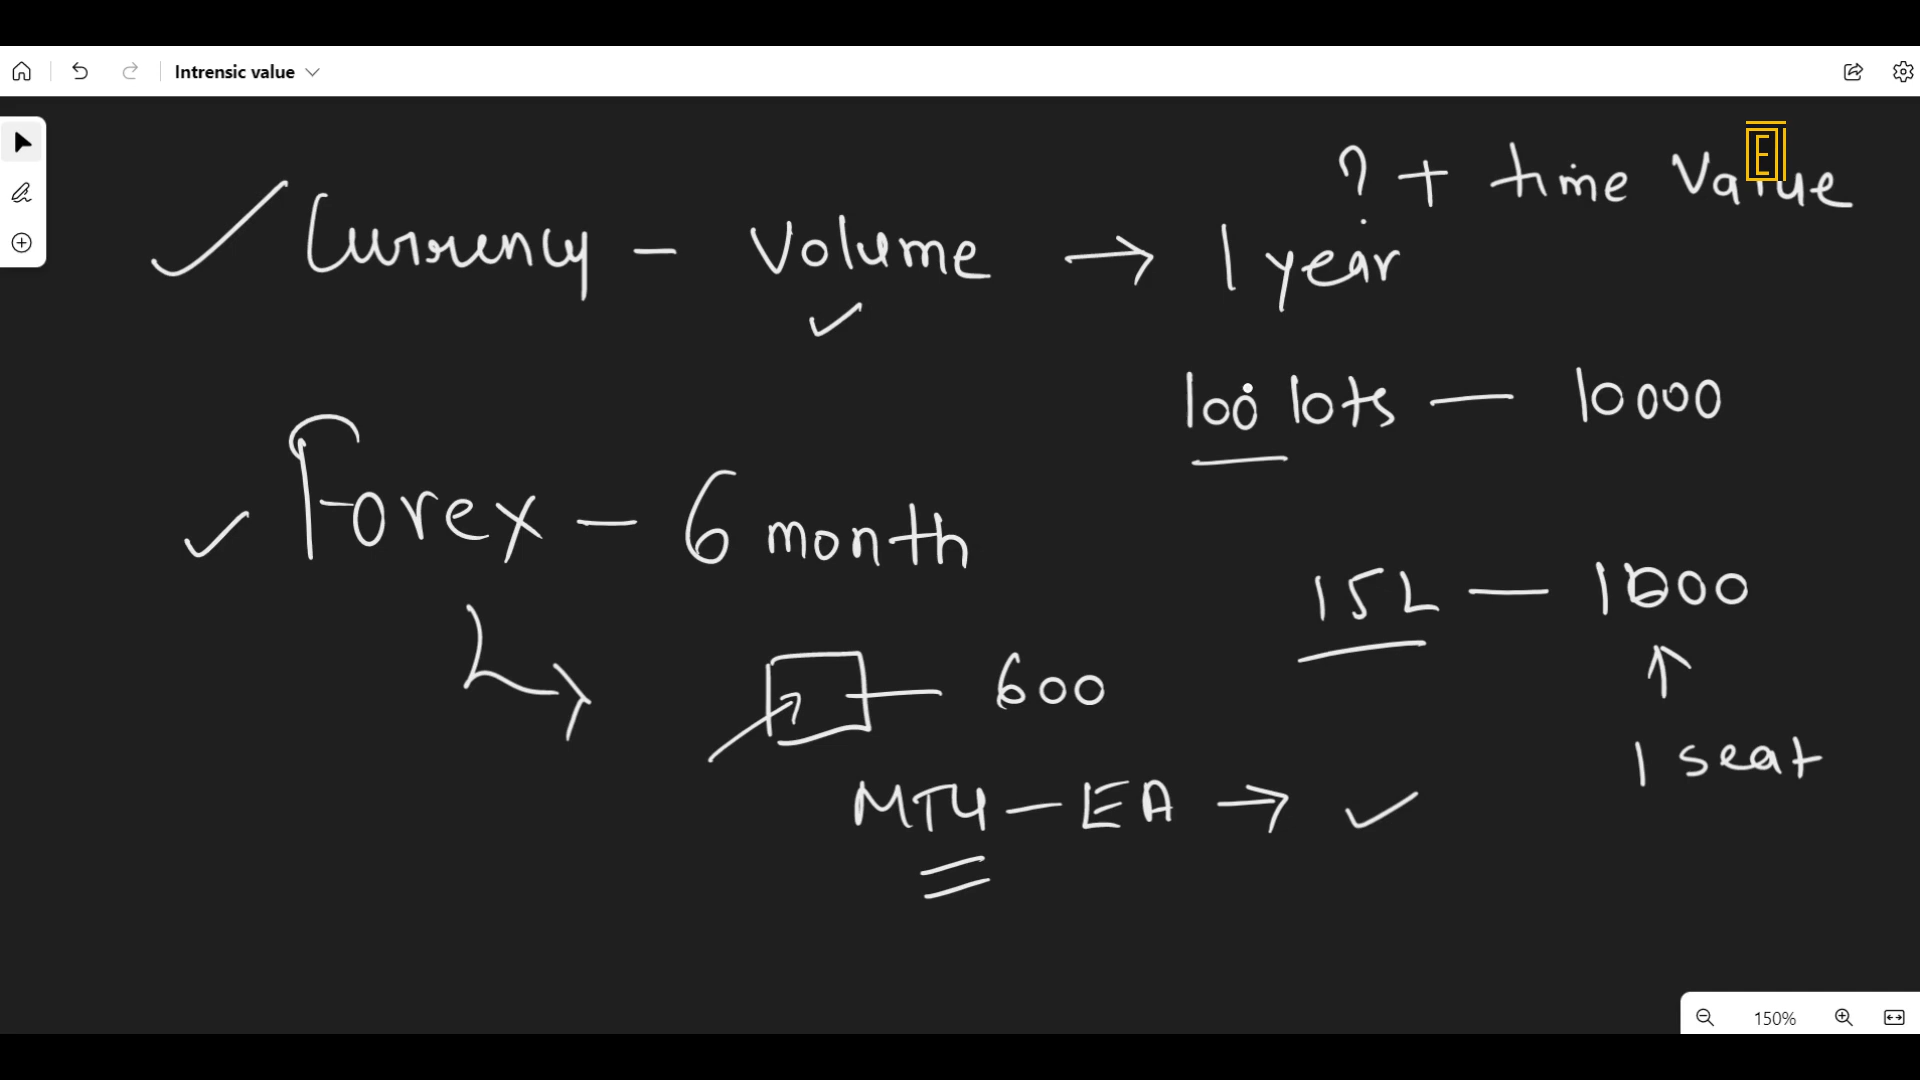 Intrensic value
? + time Value
Currency - Volume → 1 year
100 lots - 10000
Forex - 6 month
15L - 1000
600
1 seat
MT4 - EA → ✓
150%